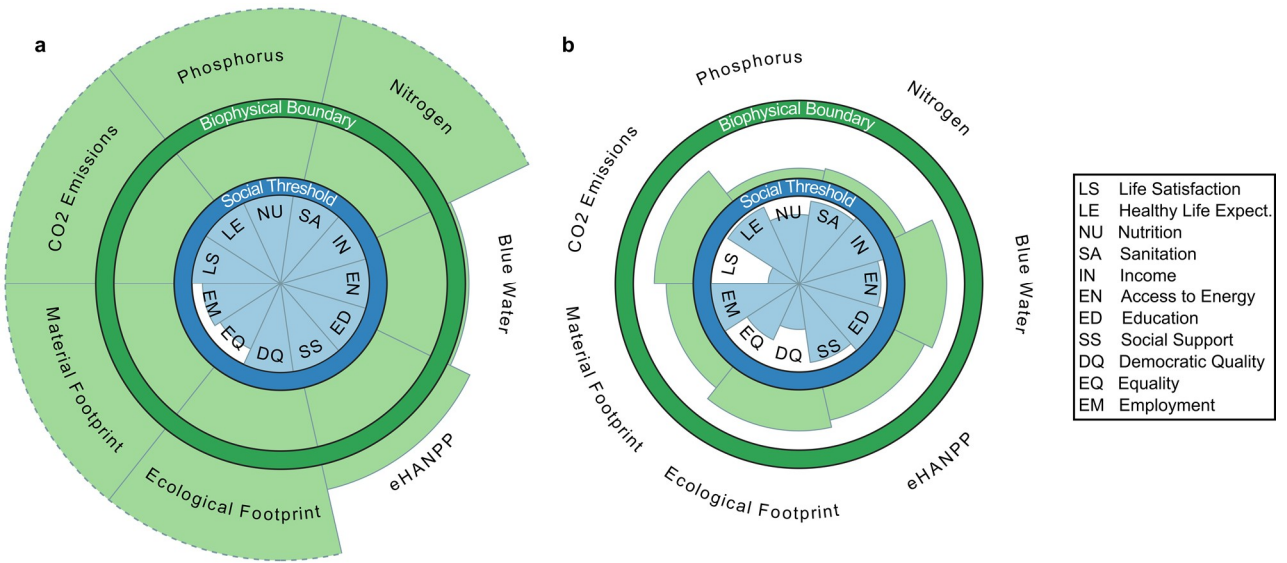 a
Phosphorus
Nitrogen
CO2 Emissions
Biophysical Boundary
Social Threshold
LS
LE
NU
SA
IN
EN
ED
SS
DQ
EQ
EM
Blue Water
Material Footprint
Ecological Footprint
eHANPP
b
Phosphorus
Nitrogen
CO2 Emissions
Biophysical Boundary
Social Threshold
LS
LE
NU
SA
IN
EN
ED
SS
DQ
EQ
EM
Blue Water
Material Footprint
Ecological Footprint
eHANPP
LS Life Satisfaction
LE Healthy Life Expect.
NU Nutrition
SA Sanitation
IN Income
EN Access to Energy
ED Education
SS Social Support
DQ Democratic Quality
EQ Equality
EM Employment